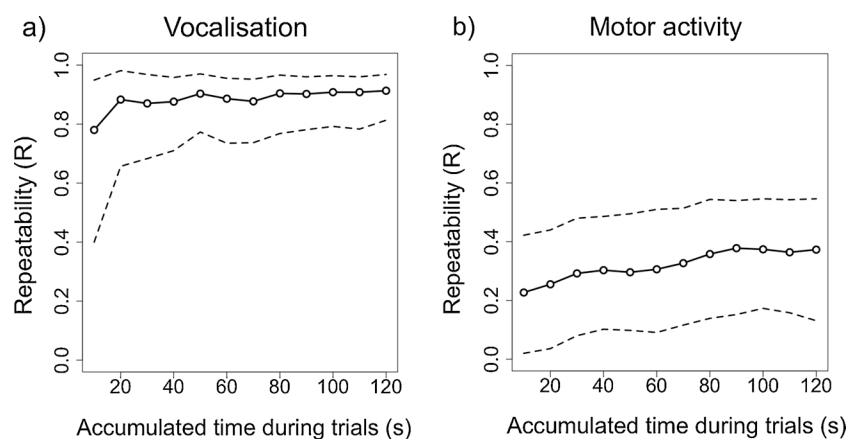 a) Vocalisation
Repeatability (R)
1.0
0.8
0.6
0.4
0.2
0.0
20 40 60 80 100 120
Accumulated time during trials (s)
b) Motor activity
Repeatability (R)
1.0
0.8
0.6
0.4
0.2
0.0
20 40 60 80 100 120
Accumulated time during trials (s)